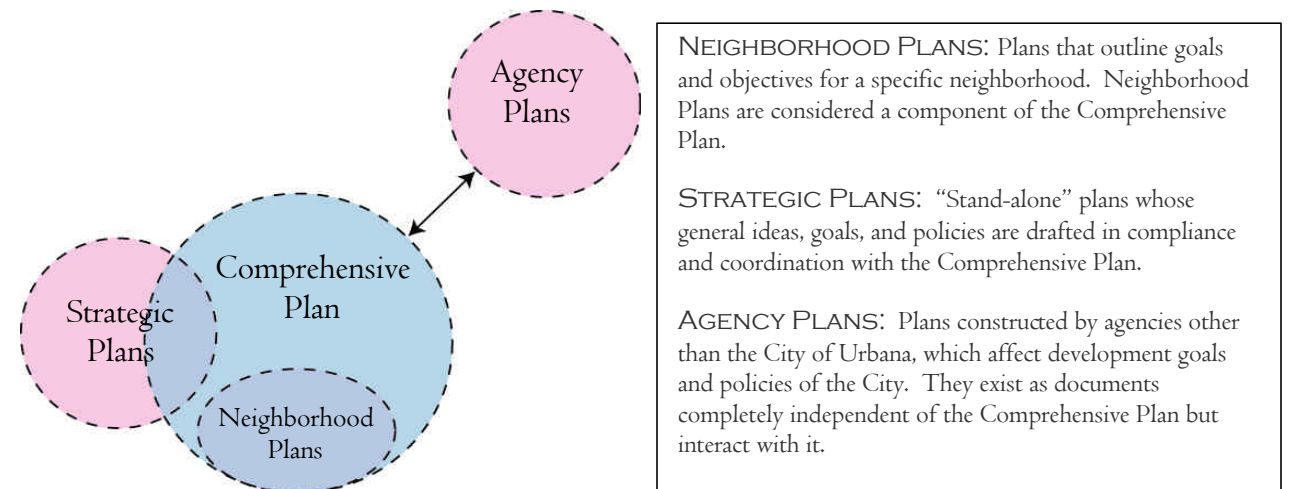 Agency
Plans
Comprehensive
Plan
Strategic
Plans
Neighborhood
Plans
NEIGHBORHOOD PLANS: Plans that outline goals
and objectives for a specific neighborhood. Neighborhood
Plans are considered a component of the Comprehensive
Plan.
STRATEGIC PLANS: “Stand-alone” plans whose
general ideas, goals, and policies are drafted in compliance
and coordination with the Comprehensive Plan.
AGENCY PLANS: Plans constructed by agencies other
than the City of Urbana, which affect development goals
and policies of the City. They exist as documents
completely independent of the Comprehensive Plan but
interact with it.